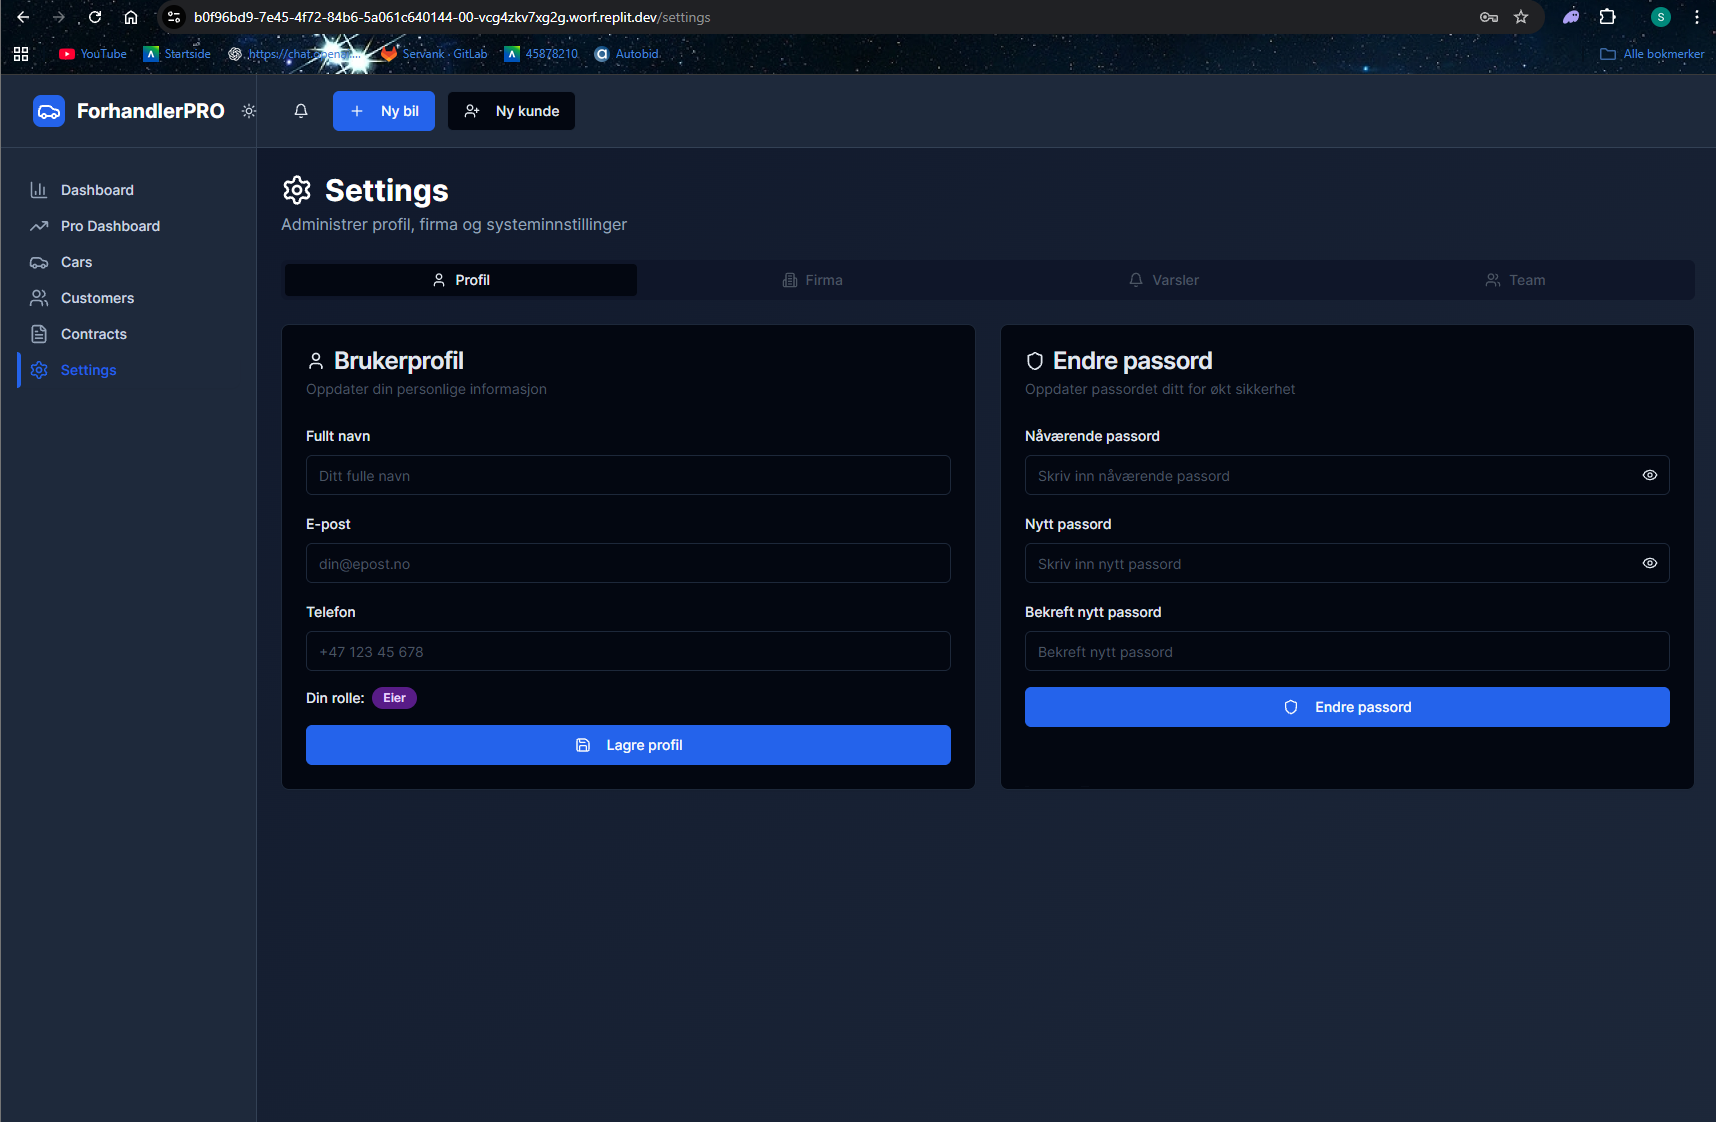 b0f96bd9-7e45-4f72-84b6-5a061c640144-00-vcg4zkv7xg2g.worf.replit.dev/settings
S
YouTube
Startside
https://chat.opena...
Servank · GitLab
45878210
Autobid.
Alle bokmerker
ForhandlerPRO
Ny bil
Ny kunde
Dashboard
Pro Dashboard
Cars
Customers
Contracts
Settings
Settings
Administrer profil, firma og systeminnstillinger
Profil
Firma
Varsler
Team
Brukerprofil
Oppdater din personlige informasjon
Fullt navn
Ditt fulle navn
E-post
din@epost.no
Telefon
+47 123 45 678
Din rolle: Eier
Lagre profil
Endre passord
Oppdater passordet ditt for økt sikkerhet
Nåværende passord
Skriv inn nåværende passord
Nytt passord
Skriv inn nytt passord
Bekreft nytt passord
Bekreft nytt passord
Endre passord